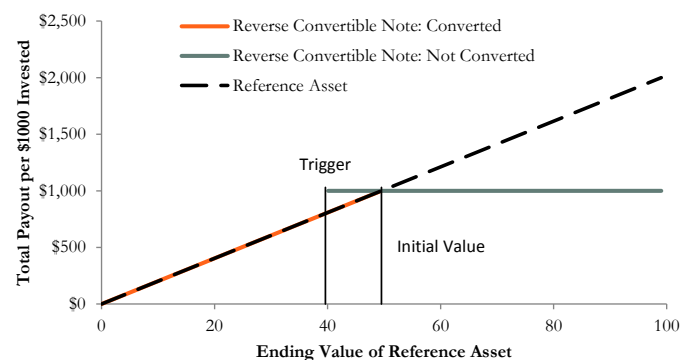 $2,500
$2,000
$1,500
$1,000
$500
$0
Total Payout per $1000 Invested
Reverse Convertible Note: Converted
Reverse Convertible Note: Not Converted
Reference Asset
Trigger
Initial Value
0 20 40 60 80 100
Ending Value of Reference Asset